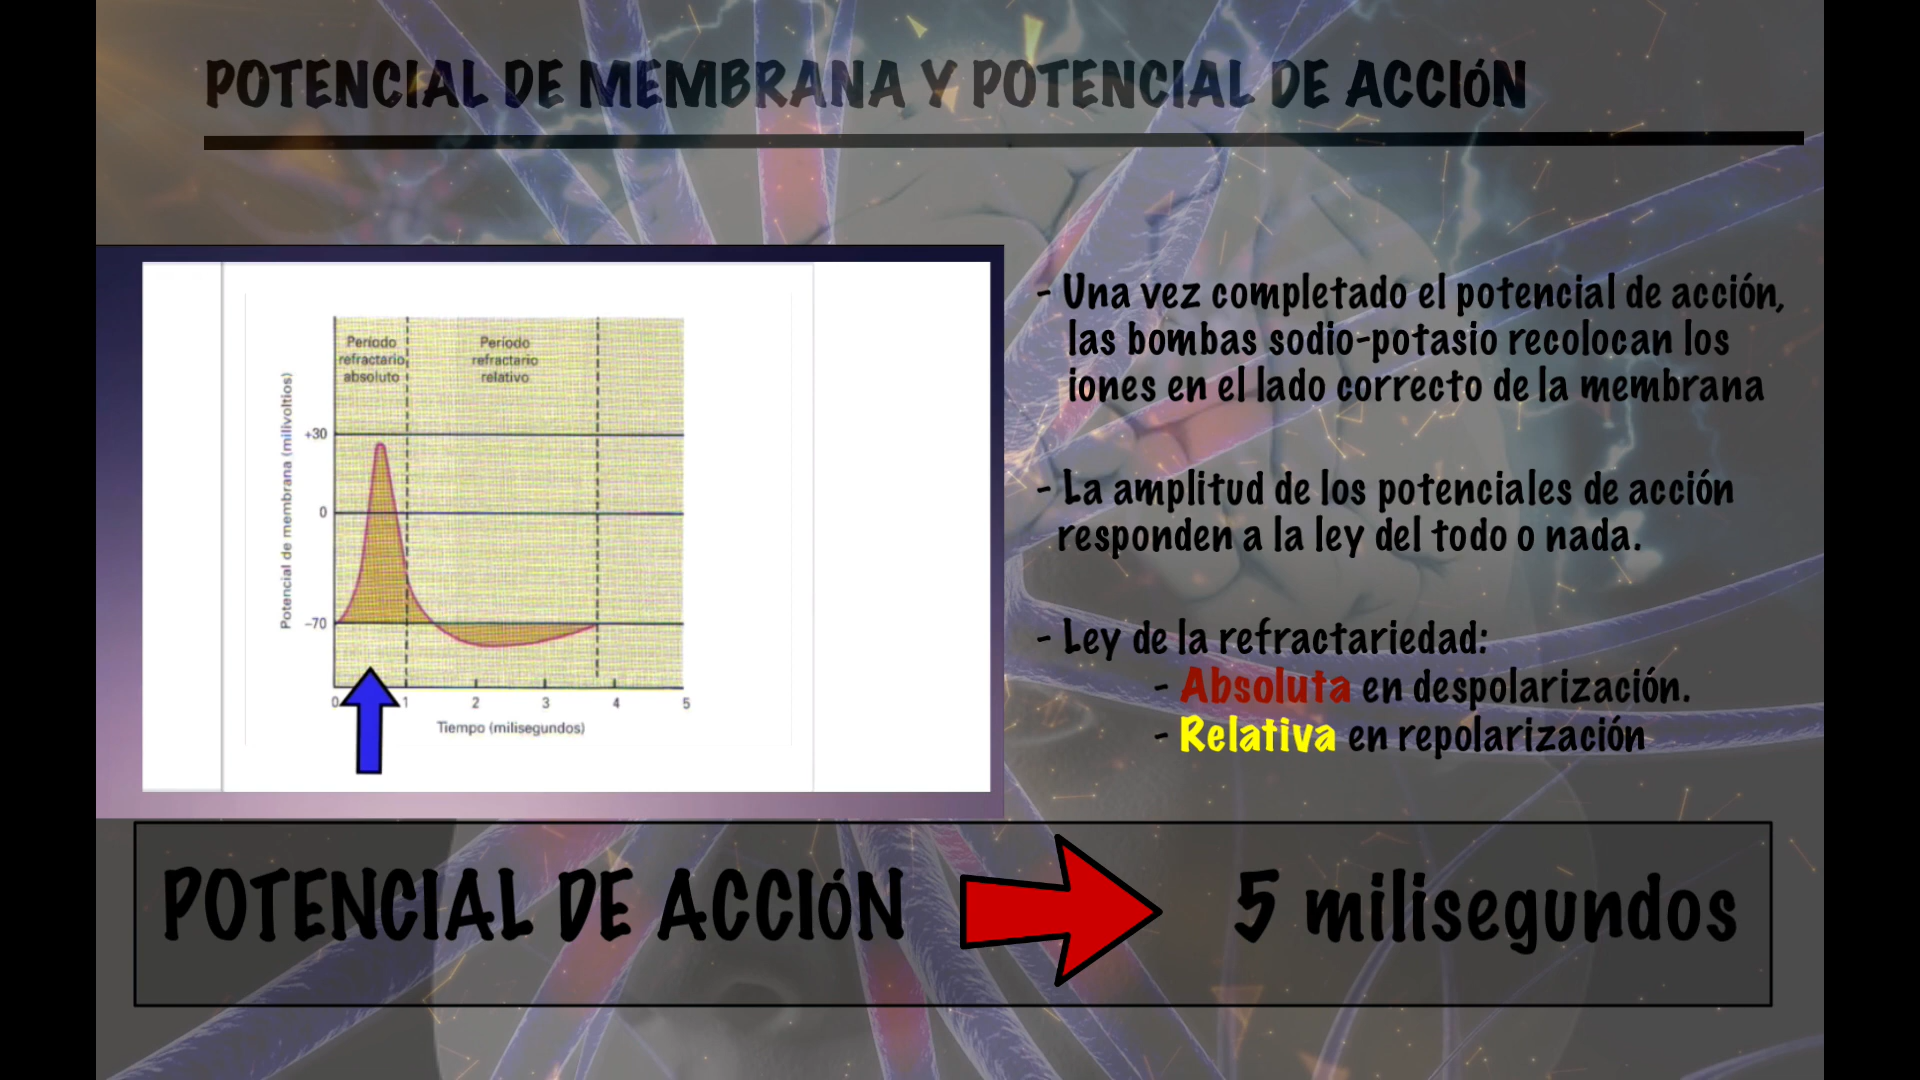 POTENCIAL DE MEMBRANA Y POTENCIAL DE ACCIÓN
Período
refractario
absoluto
Período
refractario
relativo
Potencial de membrana (milivoltios)
+30
0
-70
0 1 2 3 4 5
Tiempo (milisegundos)
- Una vez completado el potencial de acción,
las bombas sodio-potasio recolocan los
iones en el lado correcto de la membrana
- La amplitud de los potenciales de acción
responden a la ley del todo o nada.
- Ley de la refractariedad:
- Absoluta en despolarización.
- Relativa en repolarización
POTENCIAL DE ACCIÓN 5 milisegundos